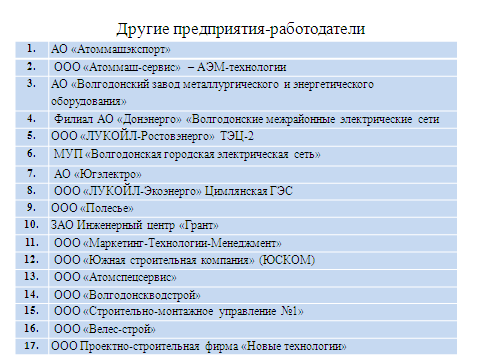 Другие предприятия-работодатели
1. АО «Атоммашэкспорт»
2. ООО «Атоммаш-сервис» – АЭМ-технологии
3. АО «Волгодонский завод металлургического и энергетического
оборудования»
4. Филиал АО «Донэнерго» «Волгодонские межрайонные электрические сети
5. ООО «ЛУКОЙЛ-Ростовэнерго» ТЭЦ-2
6. МУП «Волгодонская городская электрическая сеть»
7. АО «Югэлектро»
8. ООО «ЛУКОЙЛ-Экоэнерго» Цимлянская ГЭС
9. ООО «Полесье»
10. ЗАО Инженерный центр «Грант»
11. ООО «Маркетинг-Технологии-Менеджмент»
12. ООО «Южная строительная компания» (ЮСКОМ)
13. ООО «Атомспецсервис»
14. ООО «Волгодонскводстрой»
15. ООО «Строительно-монтажное управление №1»
16. ООО «Велес-строй»
17. ООО Проектно-строительная фирма «Новые технологии»